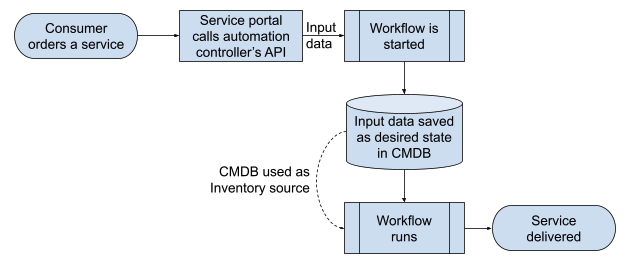 Consumer
orders a service
Service portal
calls automation
controller's API
Input
data
Workflow is
started
Input data saved
as desired state
in CMDB
CMDB used as
Inventory source
Workflow
runs
Service
delivered